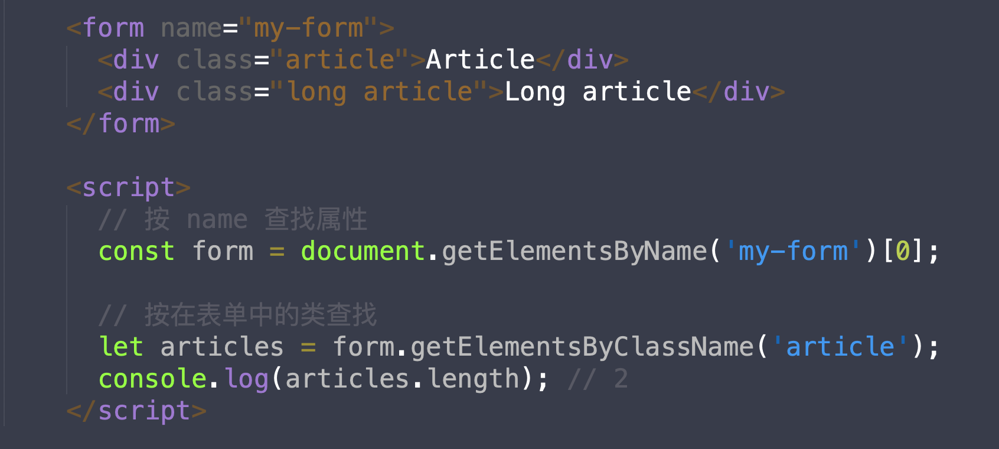 <form name="my-form">
<div class="article">Article</div>
<div class="long article">Long article</div>
</form>
<script>
// 按 name 查找属性
const form = document.getElementsByName('my-form')[0];
// 按在表单中的类查找
let articles = form.getElementsByClassName('article');
console.log(articles.length); // 2
</script>